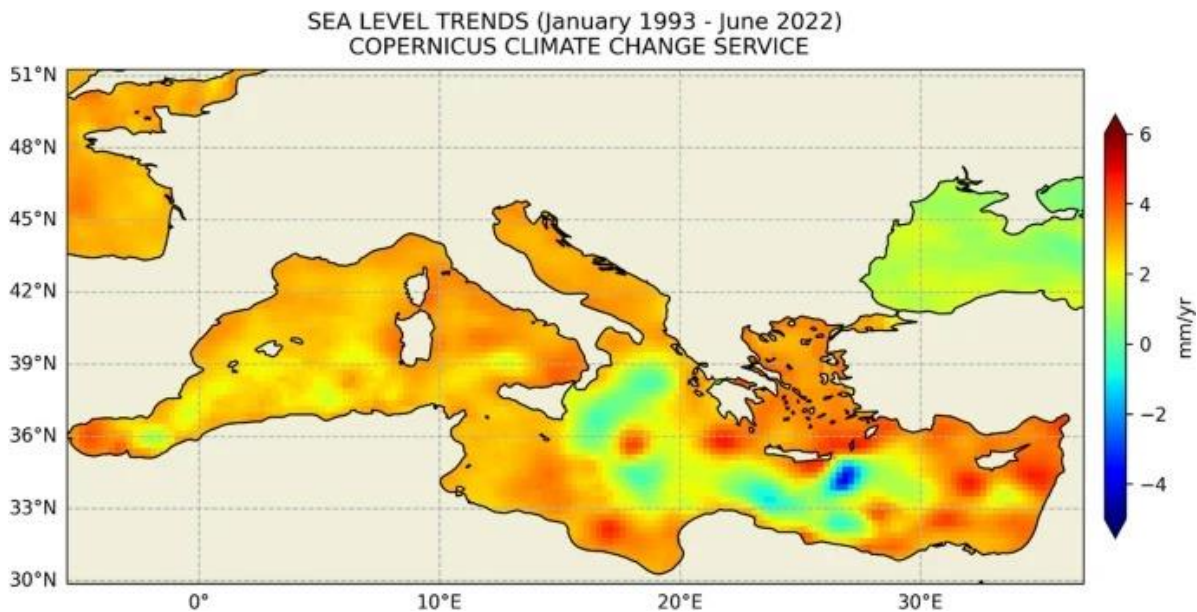 SEA LEVEL TRENDS (January 1993 - June 2022)
COPERNICUS CLIMATE CHANGE SERVICE
51°N
48°N
45°N
42°N
39°N
36°N
33°N
30°N
0°
10°E
20°E
30°E
6
4
2
0
−2
−4
mm/yr